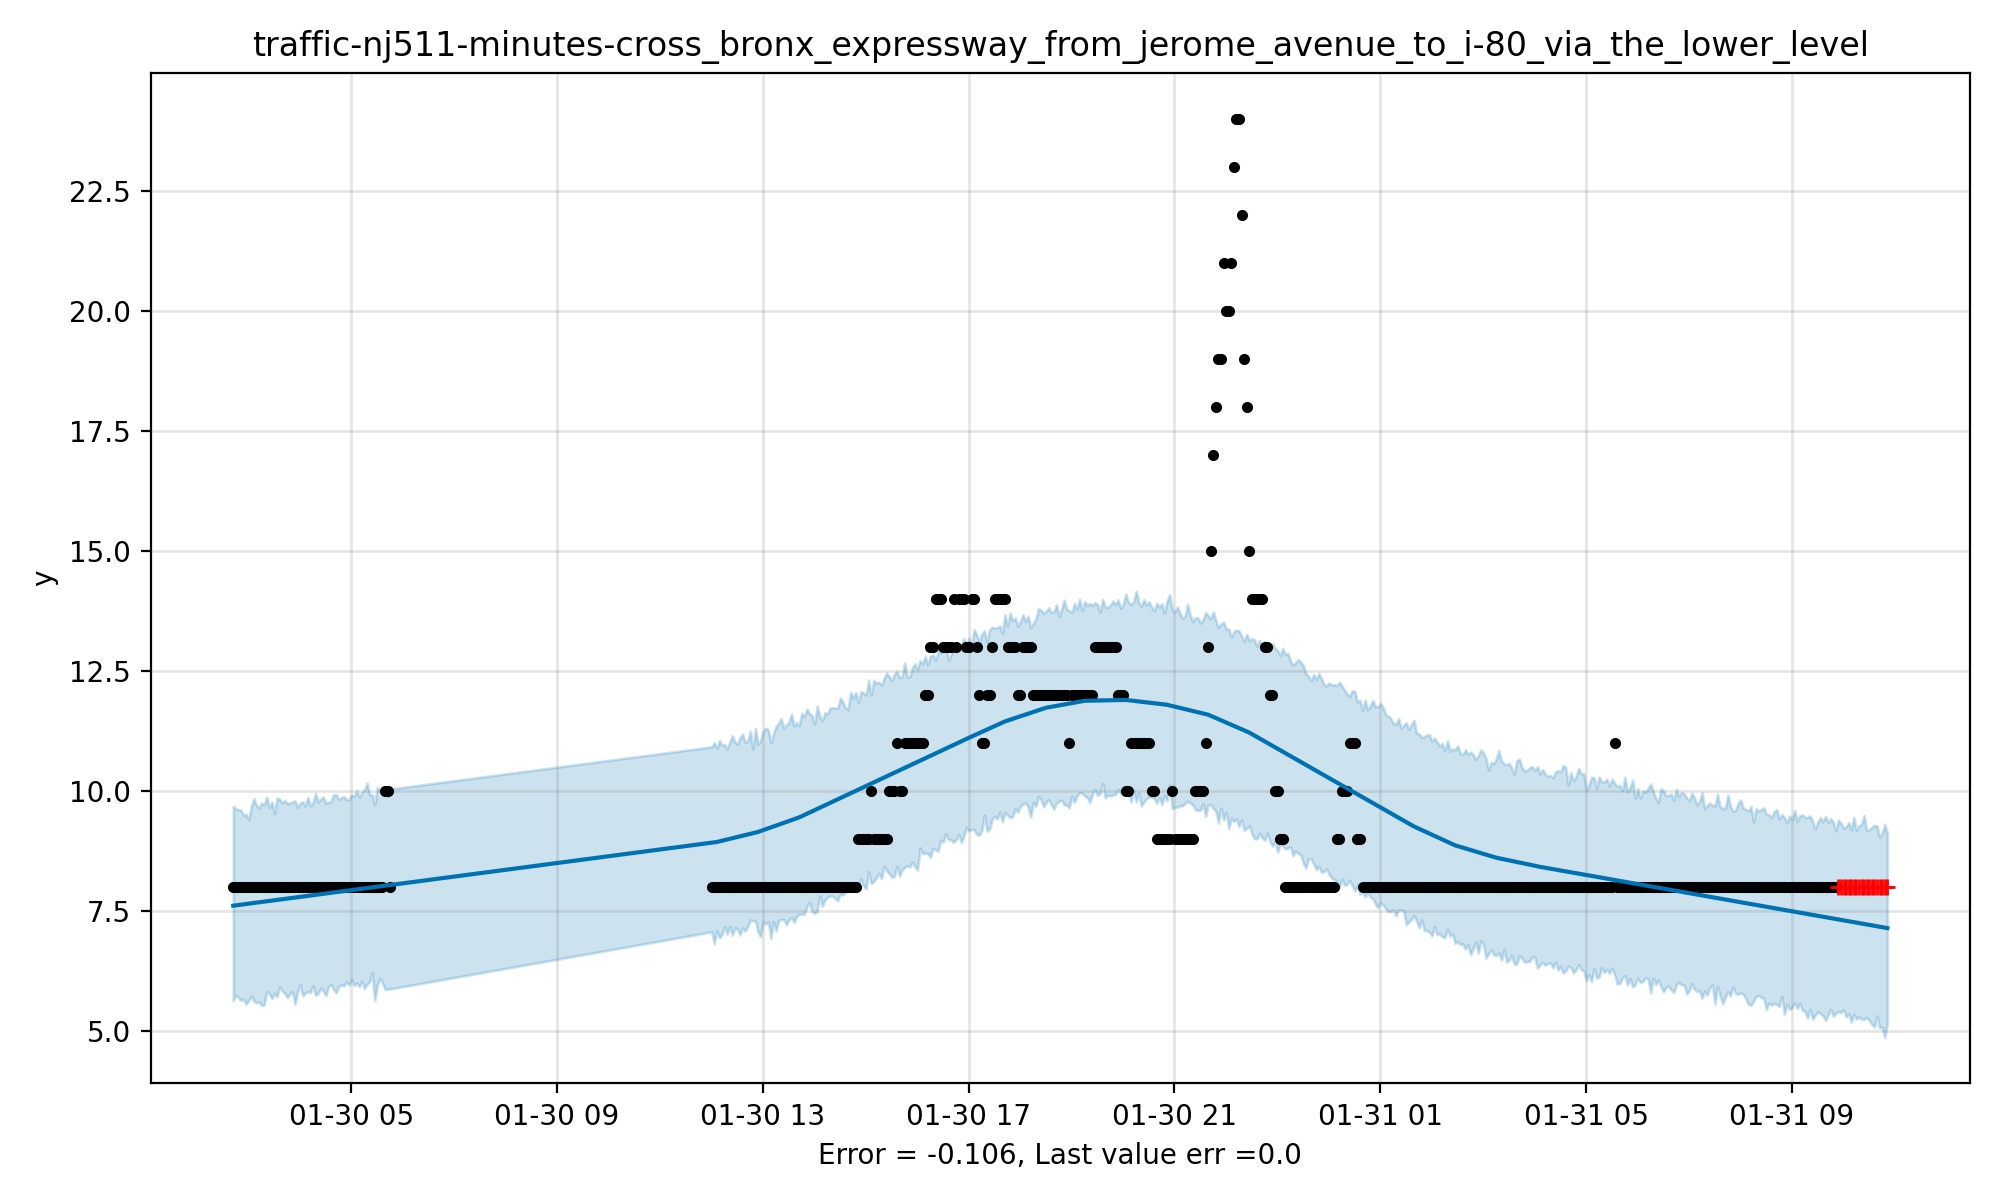 traffic-nj511-minutes-cross_bronx_expressway_from_jerome_avenue_to_i-80_via_the_lower_level
22.5
20.0
17.5
15.0
12.5
10.0
7.5
5.0
y
01-30 05 01-30 09 01-30 13 01-30 17 01-30 21 01-31 01 01-31 05 01-31 09
Error = -0.106, Last value err =0.0